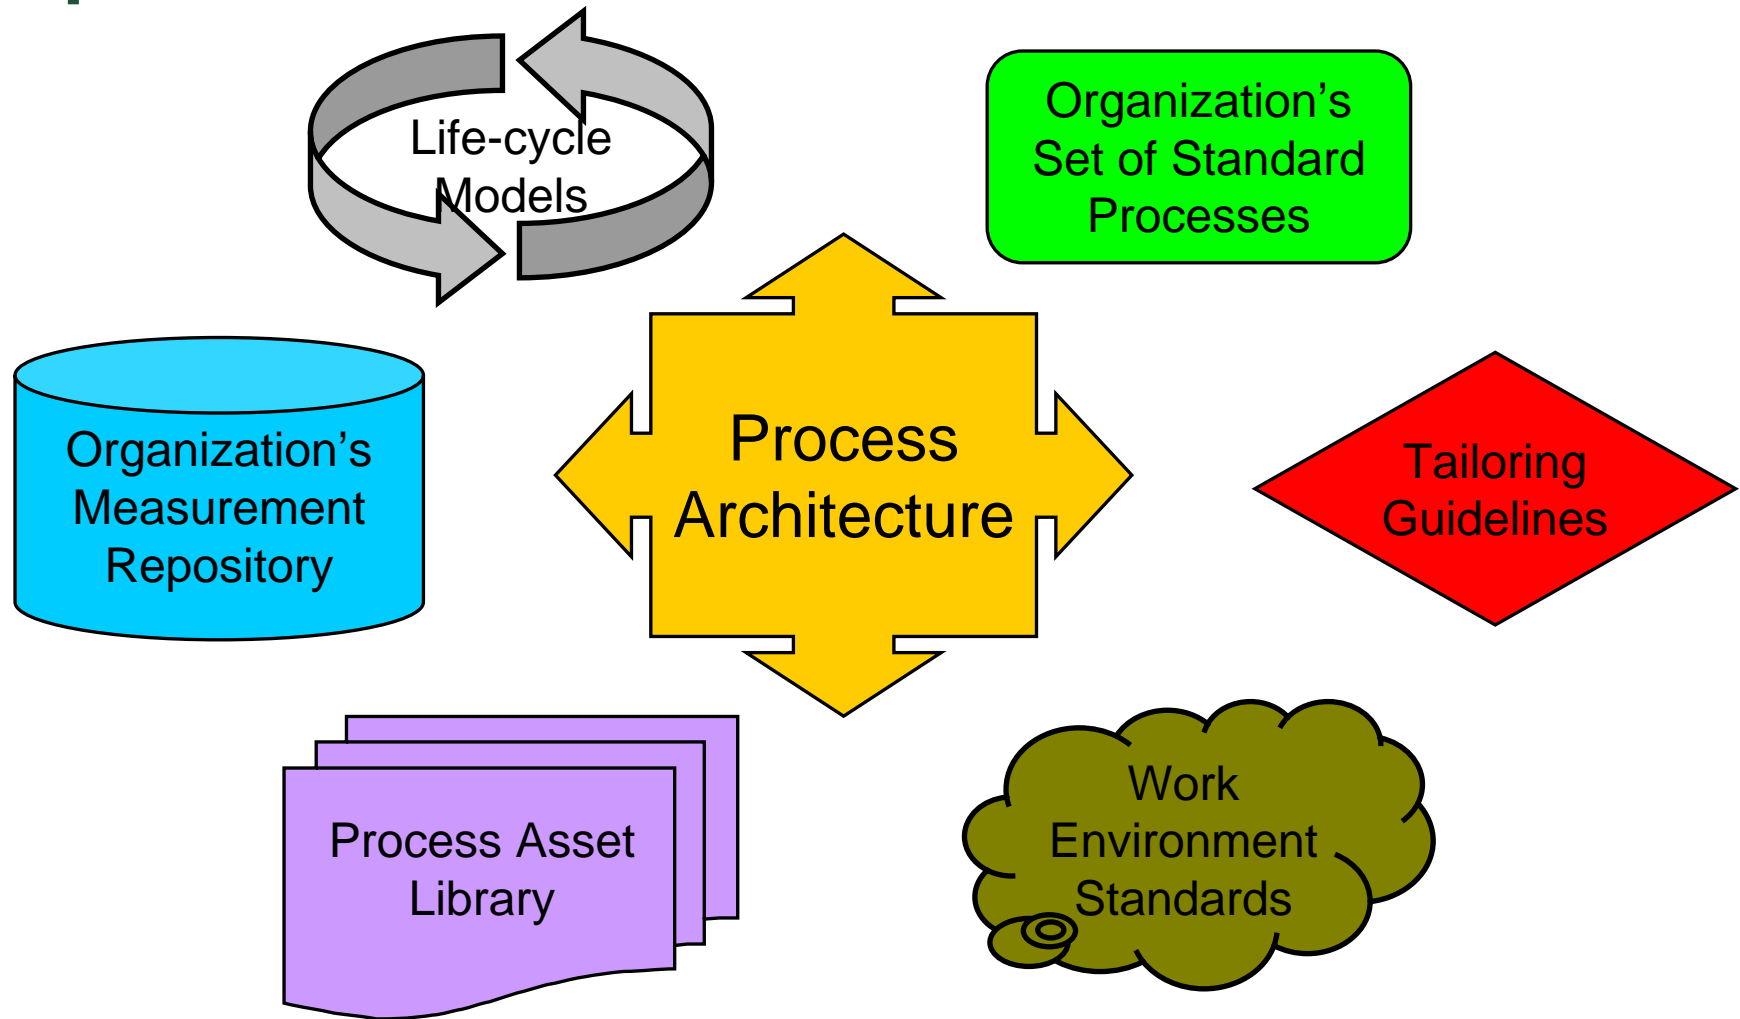 Life-cycle
Models
Organization’s
Set of Standard
Processes
Organization’s
Measurement
Repository
Process
Architecture
Tailoring
Guidelines
Process Asset
Library
Work
Environment
Standards